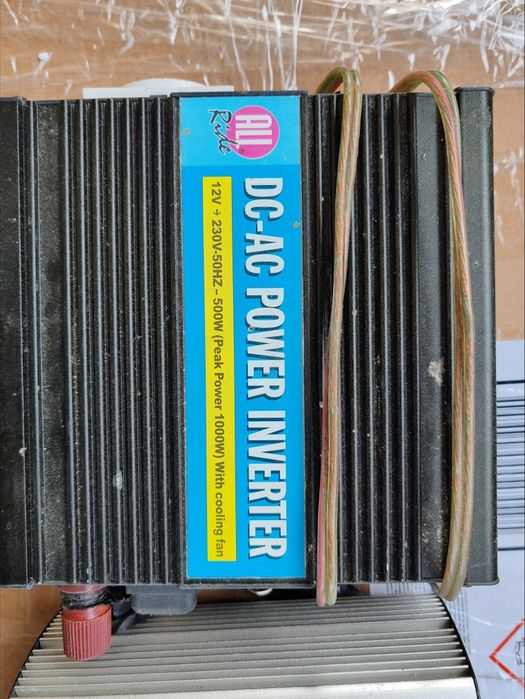 ALL
Ride
DC-AC POWER INVERTER
12V → 230V-50HZ - 500W (Peak Power 1000W) With cooling fan